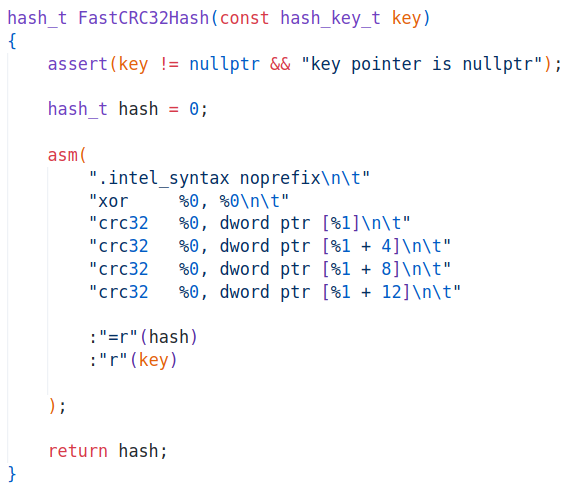 hash_t FastCRC32Hash(const hash_key_t key)
{
    assert(key != nullptr && "key pointer is nullptr");
    hash_t hash = 0;
    asm(
        ".intel_syntax noprefix\n\t"
        "xor     %0, %0\n\t"
        "crc32   %0, dword ptr [%1]\n\t"
        "crc32   %0, dword ptr [%1 + 4]\n\t"
        "crc32   %0, dword ptr [%1 + 8]\n\t"
        "crc32   %0, dword ptr [%1 + 12]\n\t"
        :"=r"(hash)
        :"r"(key)
    );
    return hash;
}